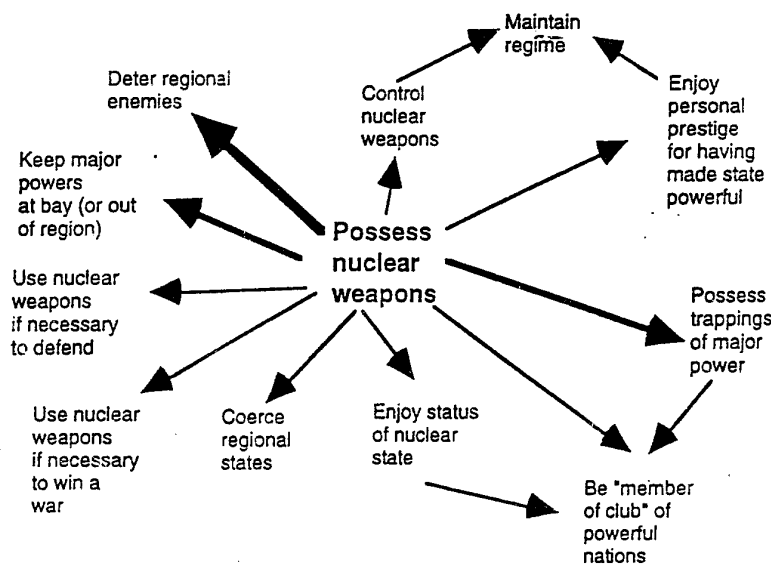 Maintain
regime
Deter regional
enemies
Control
nuclear
weapons
Enjoy
personal
prestige
for having
made state
powerful
Keep major
powers
at bay (or out
of region)
Possess
nuclear
weapons
Use nuclear
weapons
if necessary
to defend
Possess
trappings
of major
power
Use nuclear
weapons
if necessary
to win a
war
Coerce
regional
states
Enjoy status
of nuclear
state
Be "member
of club" of
powerful
nations